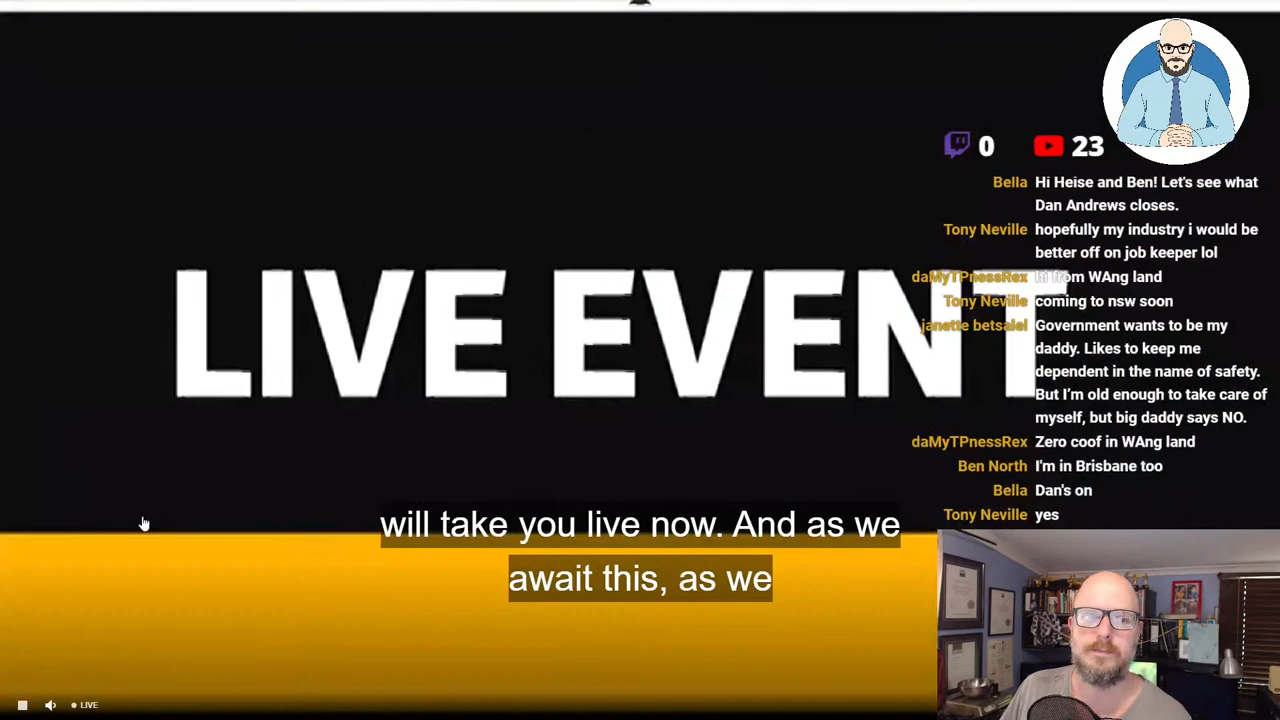 0
23
Bella Hi Heise and Ben! Let's see what
Dan Andrews closes.
Tony Neville hopefully my industry i would be
better off on job keeper lol
daMyTPnessRex hi from WAng land
Tony Neville coming to nsw soon
janette betsalel Government wants to be my
daddy. Likes to keep me
dependent in the name of safety.
But I'm old enough to take care of
myself, but big daddy says NO.
daMyTPnessRex Zero coof in WAng land
Ben North I'm in Brisbane too
Bella Dan's on
Tony Neville yes
LIVE EVENT
will take you live now. And as we
await this, as we
LIVE